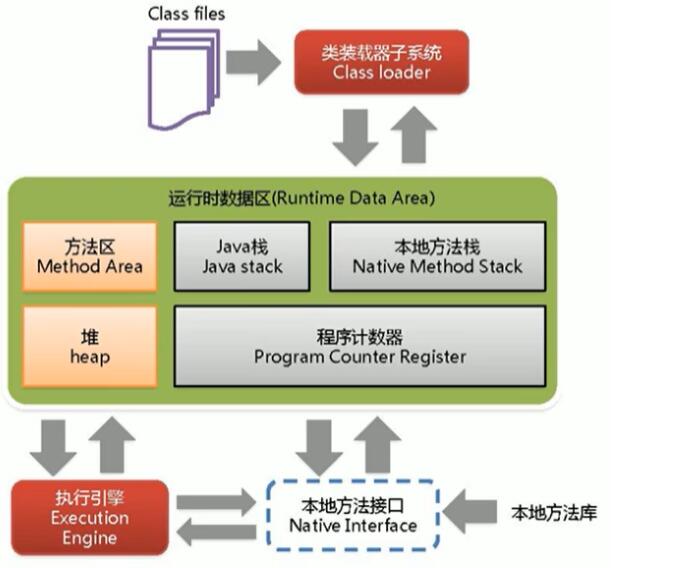 Class files
类装载器子系统
Class loader
运行时数据区(Runtime Data Area)
方法区
Method Area
Java栈
Java stack
本地方法栈
Native Method Stack
堆
heap
程序计数器
Program Counter Register
执行引擎
Execution
Engine
本地方法接口
Native Interface
本地方法库